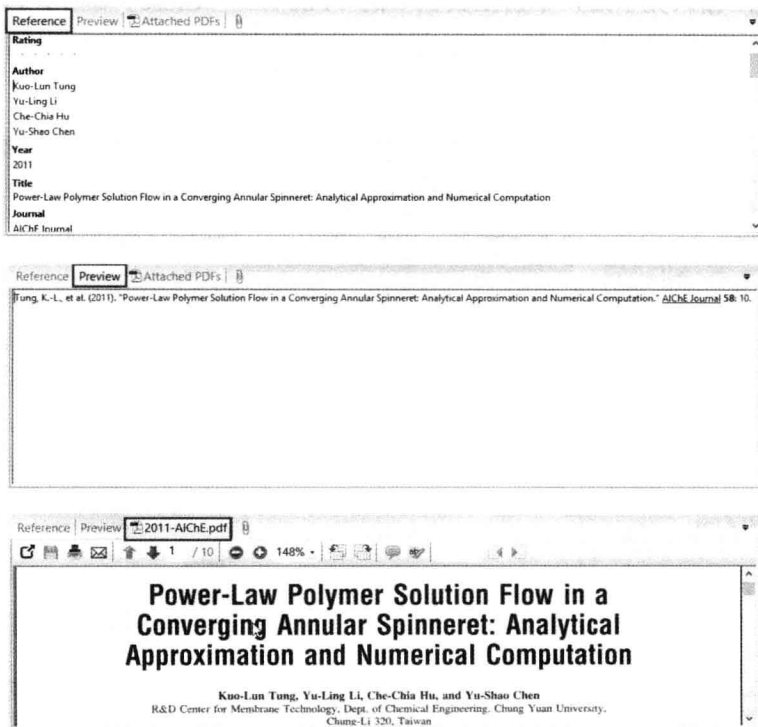 Reference Preview Attached PDFs
Rating
Author
Kuo-Lun Tung
Yu-Ling Li
Che-Chia Hu
Yu-Shao Chen
Year
2011
Title
Power-Law Polymer Solution Flow in a Converging Annular Spinneret: Analytical Approximation and Numerical Computation
Journal
AIChE Journal
Reference Preview Attached PDFs
Tung, K.-L., et al. (2011). "Power-Law Polymer Solution Flow in a Converging Annular Spinneret: Analytical Approximation and Numerical Computation." AIChE Journal 58: 10.
Reference Preview 2011-AIChE.pdf
1 / 10 148%
Power-Law Polymer Solution Flow in a
Converging Annular Spinneret: Analytical
Approximation and Numerical Computation
Kuo-Lun Tung, Yu-Ling Li, Che-Chia Hu, and Yu-Shao Chen
R&D Center for Membrane Technology, Dept. of Chemical Engineering, Chung Yuan University,
Chung-Li 320, Taiwan